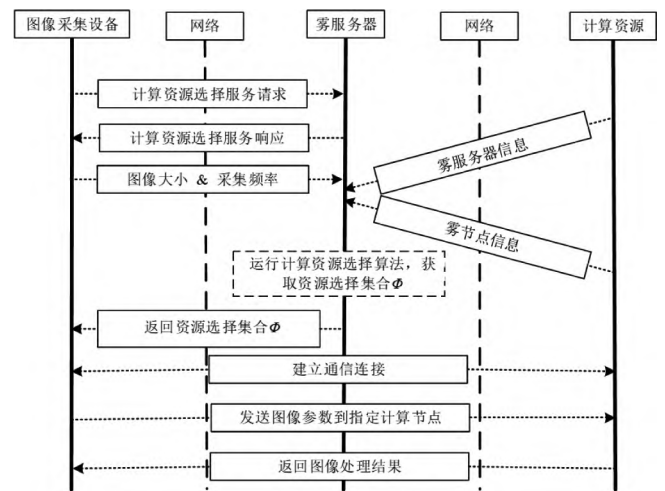 图像采集设备
网络
雾服务器
网络
计算资源
计算资源选择服务请求
计算资源选择服务响应
雾服务器信息
图像大小 & 采集频率
雾节点信息
运行计算资源选择算法，获
取资源选择集合Φ
返回资源选择集合Φ
建立通信连接
发送图像参数到指定计算节点
返回图像处理结果